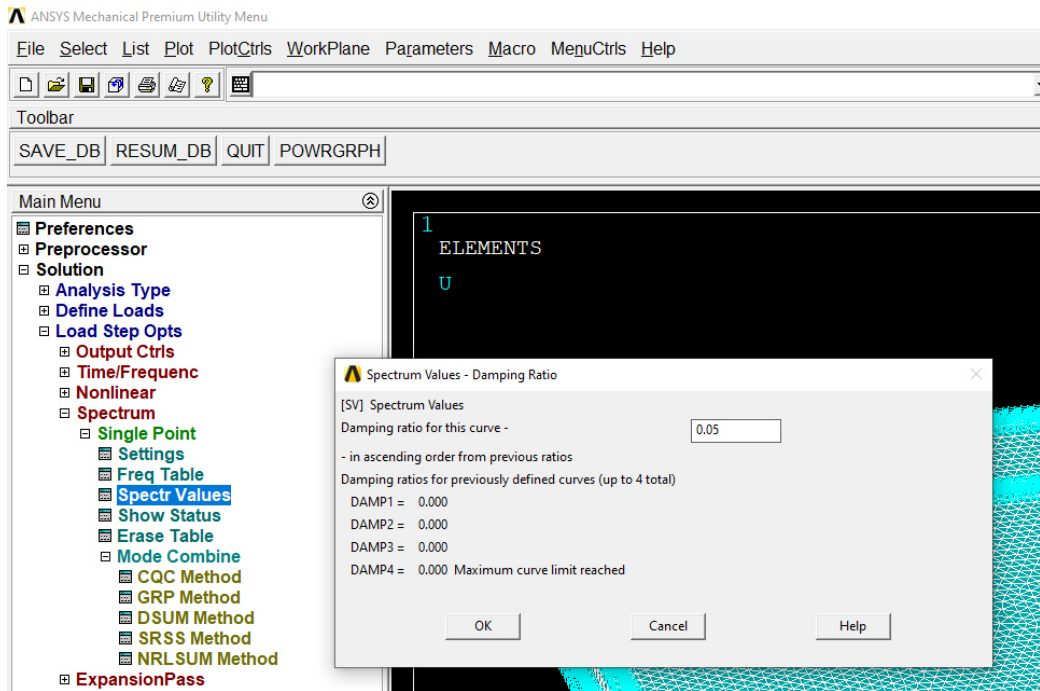 ANSYS Mechanical Premium Utility Menu
File Select List Plot PlotCtrls WorkPlane Parameters Macro MenuCtrls Help
Toolbar
SAVE_DB RESUM_DB QUIT POWRGRPH
Main Menu
Preferences
Preprocessor
Solution
Analysis Type
Define Loads
Load Step Opts
Output Ctrls
Time/Frequenc
Nonlinear
Spectrum
Single Point
Settings
Freq Table
Spectr Values
Show Status
Erase Table
Mode Combine
CQC Method
GRP Method
DSUM Method
SRSS Method
NRLSUM Method
ExpansionPass
1
ELEMENTS
U
Spectrum Values - Damping Ratio
[SV] Spectrum Values
Damping ratio for this curve - 0.05
- in ascending order from previous ratios
Damping ratios for previously defined curves (up to 4 total)
DAMP1 = 0.000
DAMP2 = 0.000
DAMP3 = 0.000
DAMP4 = 0.000 Maximum curve limit reached
OK Cancel Help